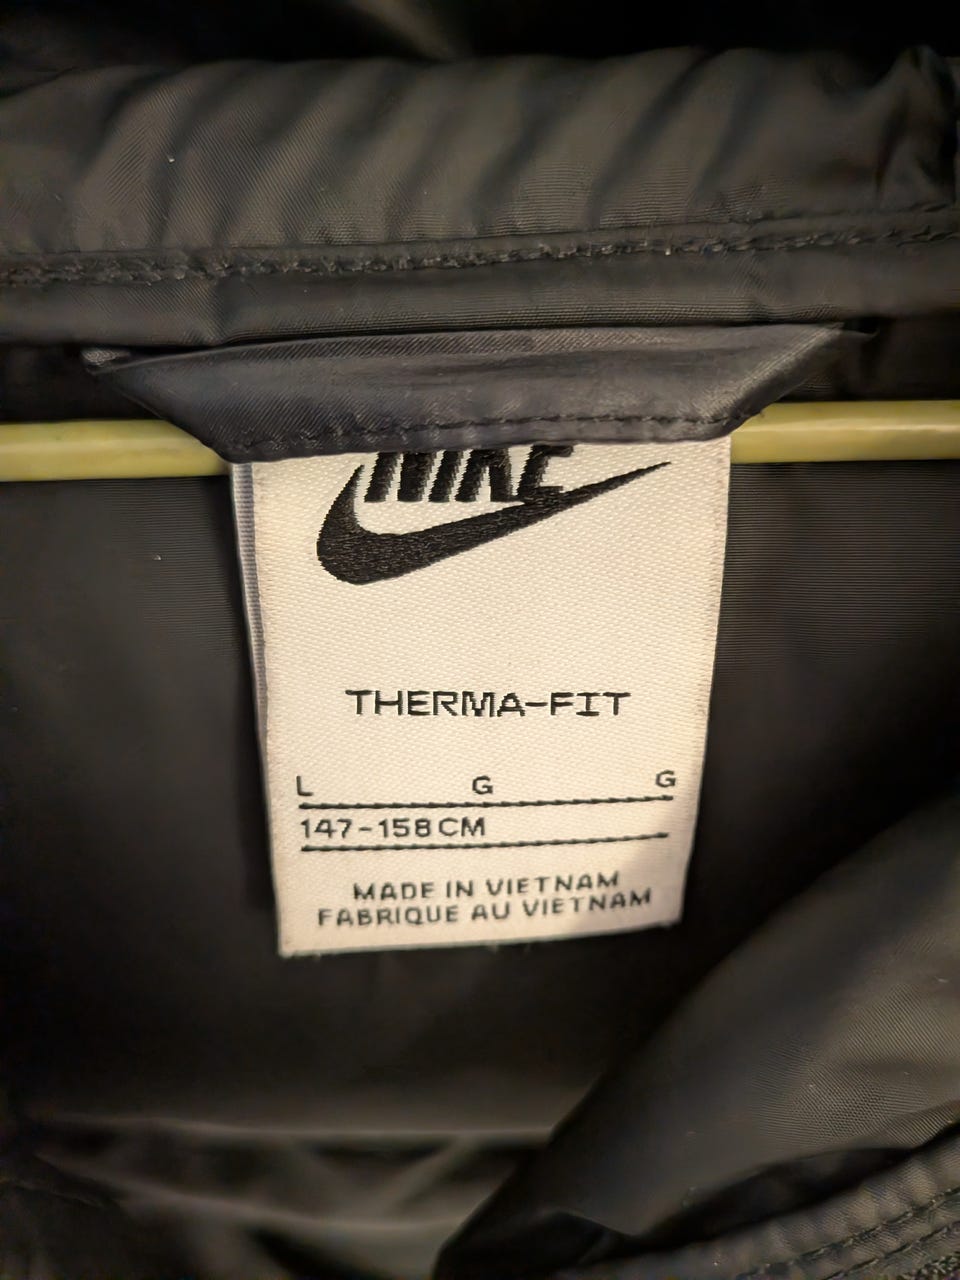 NIKE
THERMA-FIT
L G G
147-158CM
MADE IN VIETNAM
FABRIQUE AU VIETNAM